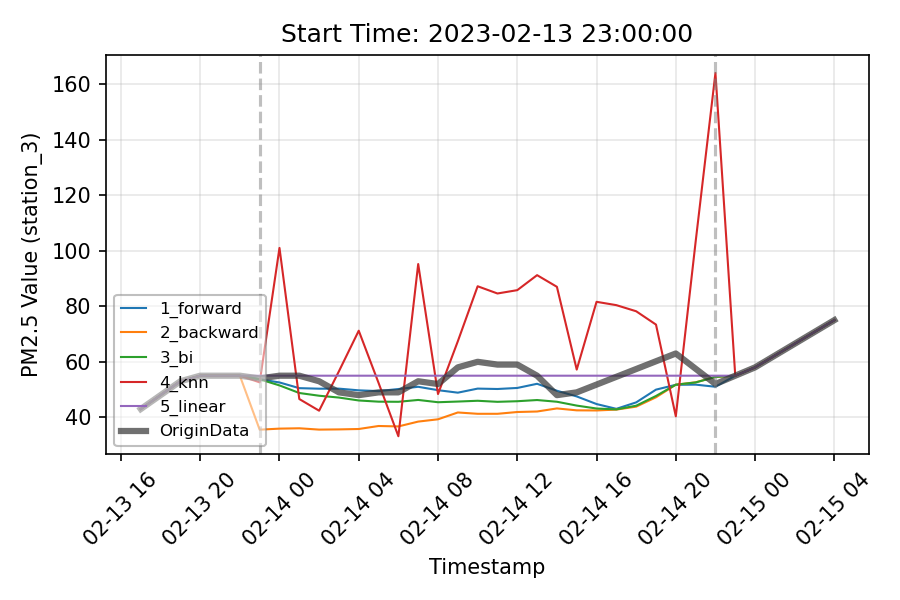 Start Time: 2023-02-13 23:00:00
PM2.5 Value (station_3)
160
140
120
100
80
60
40
1_forward
2_backward
3_bi
4_knn
5_linear
OriginData
02-13 16
02-13 20
02-14 00
02-14 04
02-14 08
02-14 12
02-14 16
02-14 20
02-15 00
02-15 04
Timestamp